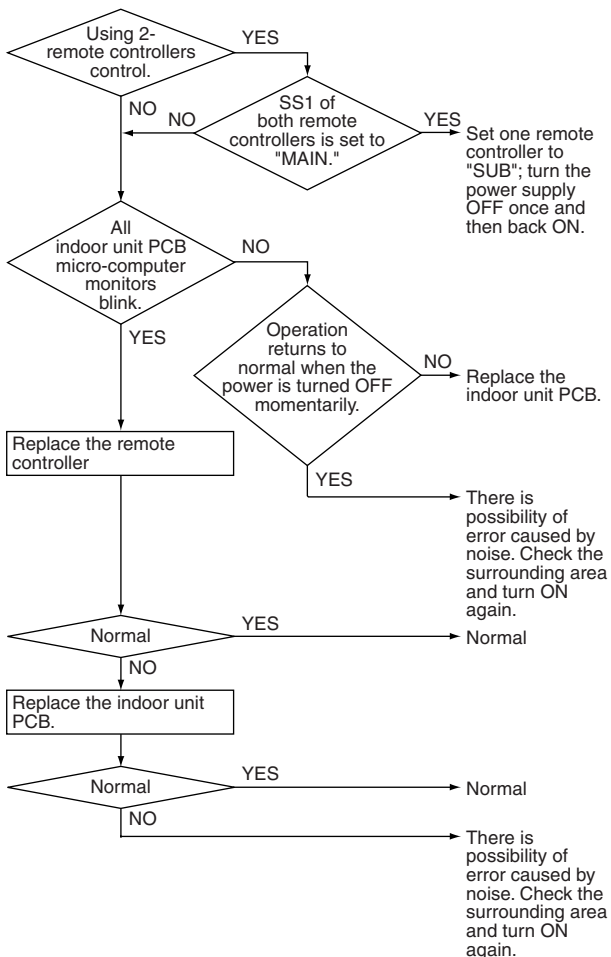 Using 2-
remote controllers
control.
YES
NO
SS1 of
both remote
controllers is set to
"MAIN."
NO
YES
Set one remote
controller to
"SUB"; turn the
power supply
OFF once and
then back ON.
All
indoor unit PCB
micro-computer
monitors
blink.
NO
YES
Operation
returns to
normal when the
power is turned OFF
momentarily.
NO
Replace the
indoor unit PCB.
YES
There is
possibility of
error caused by
noise. Check the
surrounding area
and turn ON
again.
Replace the remote
controller
Normal
YES
Normal
NO
Replace the indoor unit
PCB.
Normal
YES
Normal
NO
There is
possibility of
error caused by
noise. Check the
surrounding area
and turn ON
again.